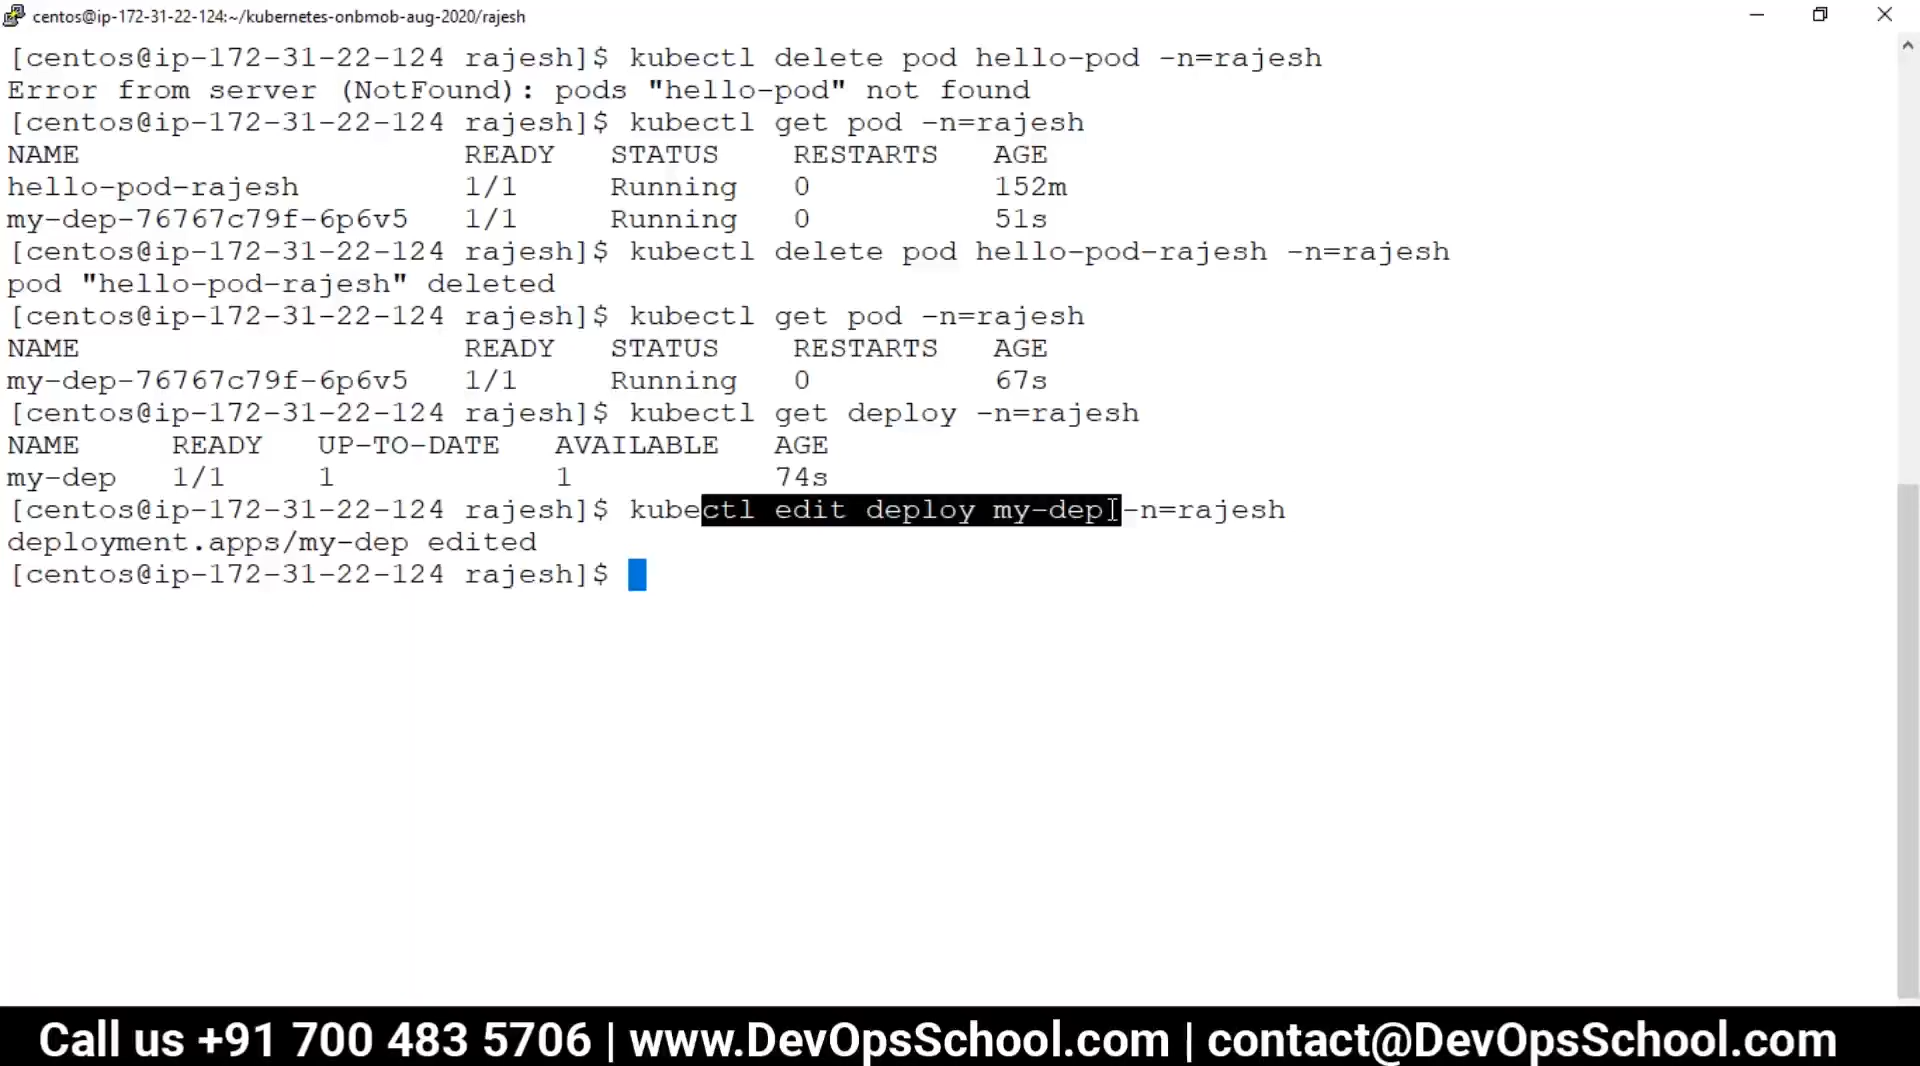 centos@ip-172-31-22-124:~/kubernetes-onbmob-aug-2020/rajesh
[centos@ip-172-31-22-124 rajesh]$ kubectl delete pod hello-pod -n=rajesh
Error from server (NotFound): pods "hello-pod" not found
[centos@ip-172-31-22-124 rajesh]$ kubectl get pod -n=rajesh
NAME READY STATUS RESTARTS AGE
hello-pod-rajesh 1/1 Running 0 152m
my-dep-76767c79f-6p6v5 1/1 Running 0 51s
[centos@ip-172-31-22-124 rajesh]$ kubectl delete pod hello-pod-rajesh -n=rajesh
pod "hello-pod-rajesh" deleted
[centos@ip-172-31-22-124 rajesh]$ kubectl get pod -n=rajesh
NAME READY STATUS RESTARTS AGE
my-dep-76767c79f-6p6v5 1/1 Running 0 67s
[centos@ip-172-31-22-124 rajesh]$ kubectl get deploy -n=rajesh
NAME READY UP-TO-DATE AVAILABLE AGE
my-dep 1/1 1 1 74s
[centos@ip-172-31-22-124 rajesh]$ kubectl edit deploy my-dep -n=rajesh
deployment.apps/my-dep edited
[centos@ip-172-31-22-124 rajesh]$
Call us +91 700 483 5706 | www.DevOpsSchool.com | contact@DevOpsSchool.com